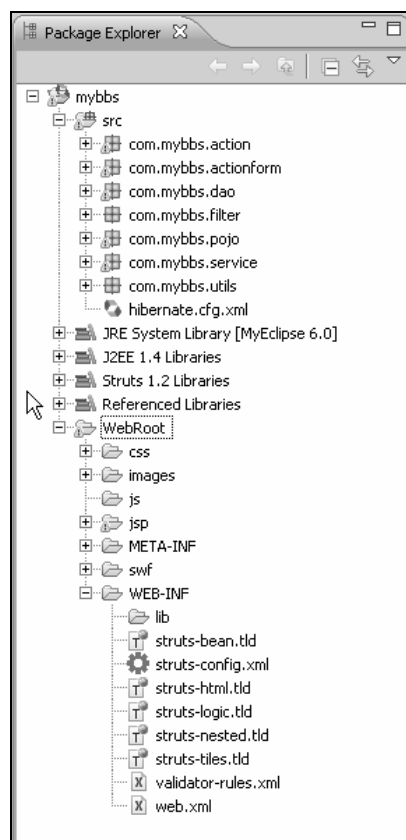 Package Explorer
mybbs
src
com.mybbs.action
com.mybbs.actionform
com.mybbs.dao
com.mybbs.filter
com.mybbs.pojo
com.mybbs.service
com.mybbs.utils
hibernate.cfg.xml
JRE System Library [MyEclipse 6.0]
J2EE 1.4 Libraries
Struts 1.2 Libraries
Referenced Libraries
WebRoot
css
images
js
jsp
META-INF
swf
WEB-INF
lib
struts-bean.tld
struts-config.xml
struts-html.tld
struts-logic.tld
struts-nested.tld
struts-tiles.tld
validator-rules.xml
web.xml